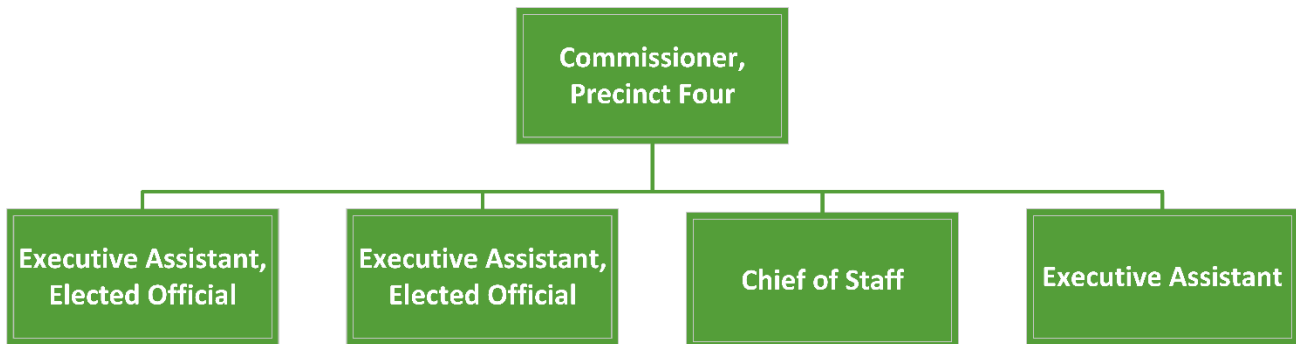 Commissioner,
Precinct Four
Executive Assistant,
Elected Official
Executive Assistant,
Elected Official
Chief of Staff
Executive Assistant